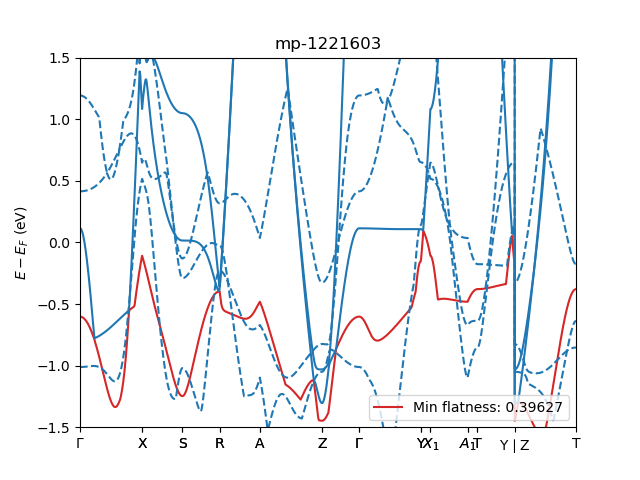 mp-1221603
E − E_F (eV)
1.5
1.0
0.5
0.0
−0.5
−1.0
−1.5
Min flatness: 0.39627
Γ X S R A Z Γ Y X₁ A₁ T Y | Z T